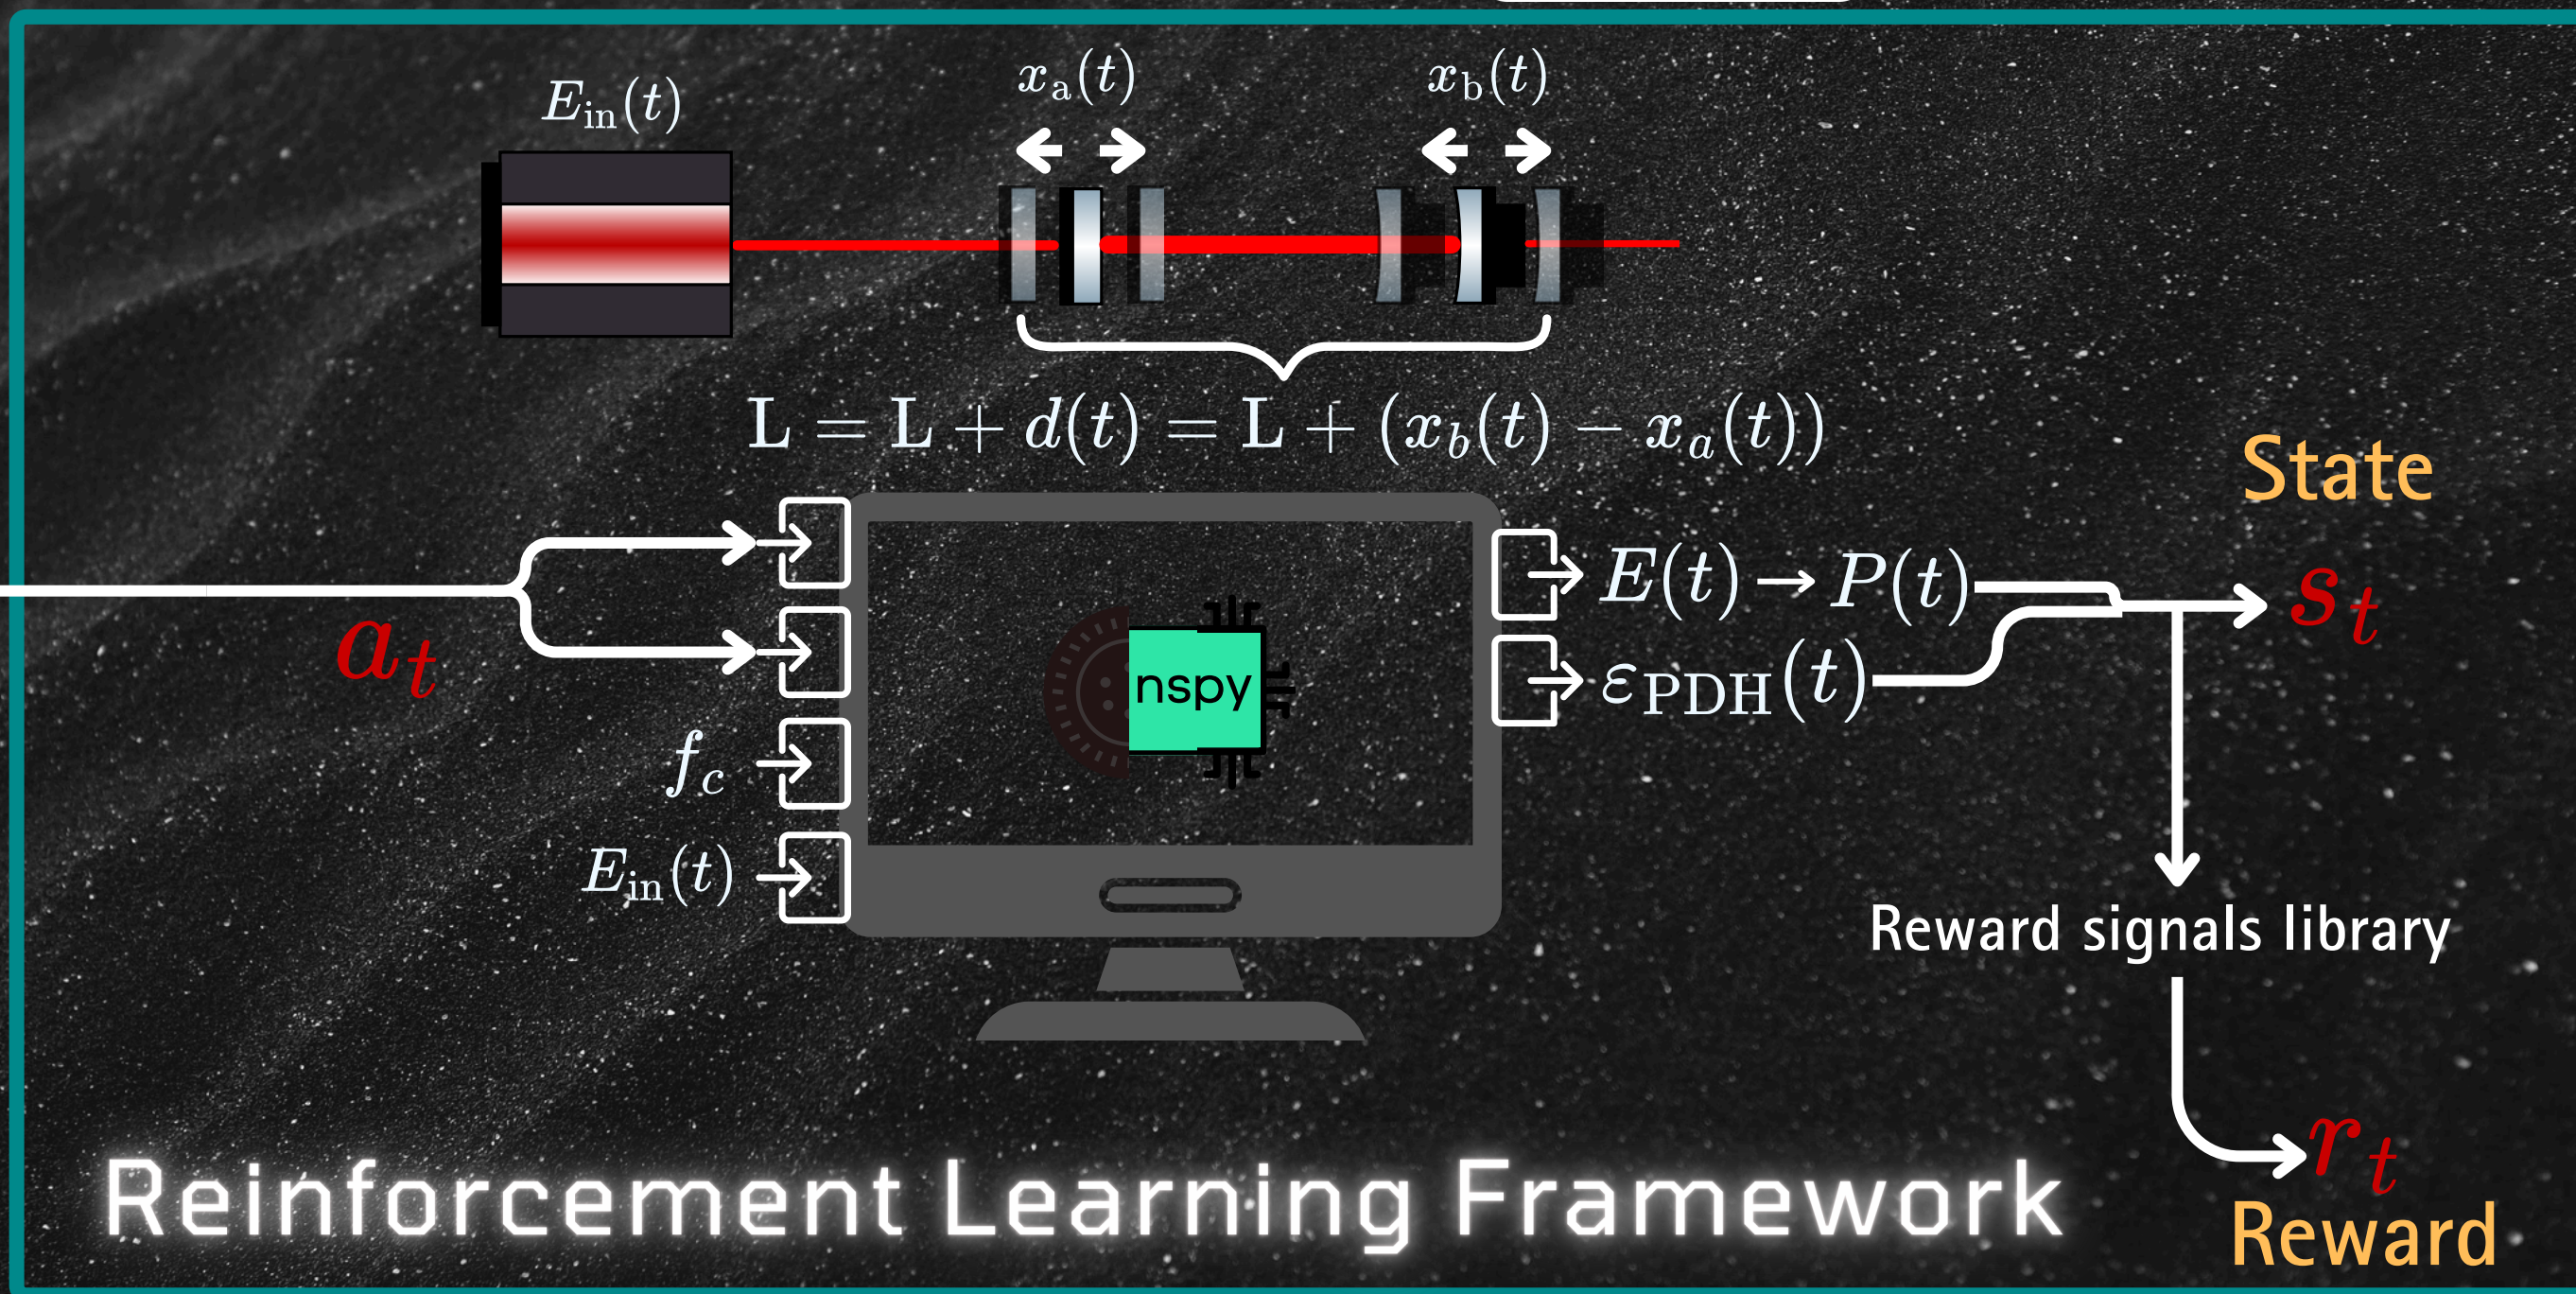 E_in(t)
x_a(t)
x_b(t)
L = L + d(t) = L + (x_b(t) − x_a(t))
State
a_t
f_c
E_in(t)
nspy
E(t) → P(t)
ε_PDH(t)
s_t
Reward signals library
r_t
Reward
Reinforcement Learning Framework